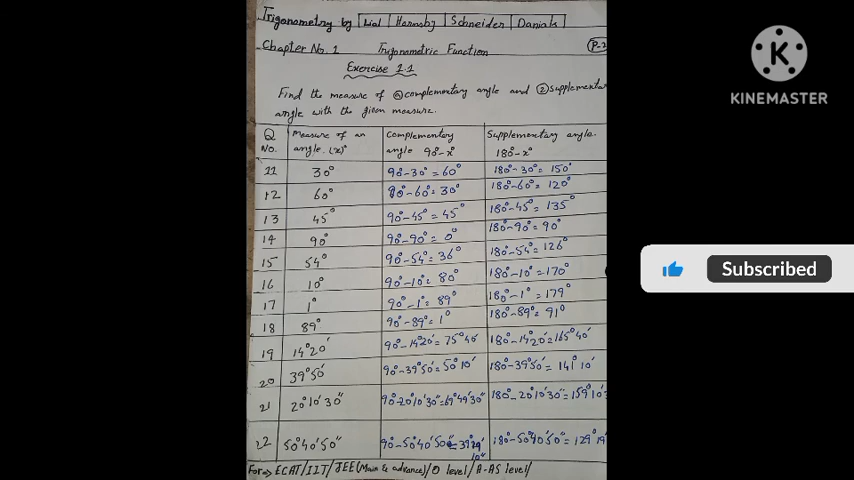 Trigonometry by Lial Hornsby Schneider Daniels
Chapter No. 1 Trigonometric Function
Exercise 1.1
Find the measure of ① complementary angle and ② supplementar
angle with the given measure.
Q No. Measure of an angle. (x)° Complementary angle 90°-x° Supplementary angle. 180°-x°
11 30° 90°-30°=60° 180°-30°=150°
12 60° 90°-60°=30° 180°-60°=120°
13 45° 90°-45°=45° 180°-45°=135°
14 90° 90°-90°=0° 180°-90°=90°
15 54° 90°-54°=36° 180°-54°=126°
16 10° 90°-10°=80° 180°-10°=170°
17 1° 90°-1°=89° 180°-1°=179°
18 89° 90°-89°=1° 180°-89°=91°
19 14°20' 90°-14°20'=75°40' 180°-14°20'=165°40'
20 39°50' 90°-39°50'=50°10' 180°-39°50'=141°10'
21 20°10'30" 90°-20°10'30"=69°49'30" 180°-20°10'30"=159°10'3
22 50°40'50" 90°-50°40'50"=39°19'10" 180°-50°40'50"=129°19'
For=> ECAT/IIT/JEE(Main & advance)/O level/A-AS level/
KINEMASTER
Subscribed